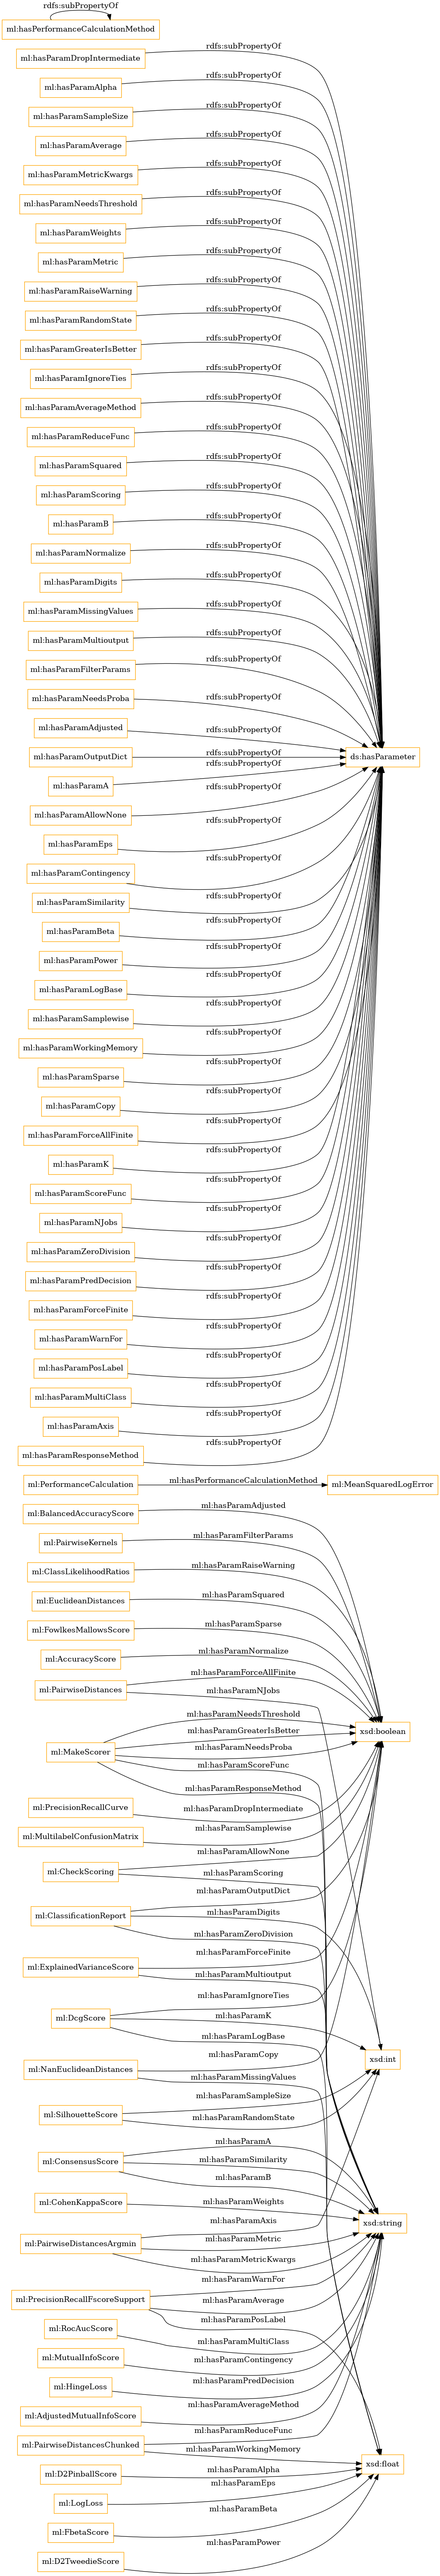 rdfs:subPropertyOf
ml:hasPerformanceCalculationMethod
ml:hasParamDropIntermediate
rdfs:subPropertyOf
ml:hasParamAlpha
rdfs:subPropertyOf
ml:hasParamSampleSize
rdfs:subPropertyOf
ml:hasParamAverage
rdfs:subPropertyOf
ml:hasParamMetricKwargs
rdfs:subPropertyOf
ml:hasParamNeedsThreshold
rdfs:subPropertyOf
ml:hasParamWeights
rdfs:subPropertyOf
ml:hasParamMetric
rdfs:subPropertyOf
ml:hasParamRaiseWarning
rdfs:subPropertyOf
ml:hasParamRandomState
rdfs:subPropertyOf
ml:hasParamGreaterIsBetter
rdfs:subPropertyOf
ml:hasParamIgnoreTies
rdfs:subPropertyOf
ml:hasParamAverageMethod
rdfs:subPropertyOf
ml:hasParamReduceFunc
rdfs:subPropertyOf
ml:hasParamSquared
rdfs:subPropertyOf
ml:hasParamScoring
rdfs:subPropertyOf
ml:hasParamB
rdfs:subPropertyOf
ml:hasParamNormalize
rdfs:subPropertyOf
ml:hasParamDigits
rdfs:subPropertyOf
ml:hasParamMissingValues
rdfs:subPropertyOf
ml:hasParamMultioutput
rdfs:subPropertyOf
ml:hasParamFilterParams
rdfs:subPropertyOf
ml:hasParamNeedsProba
rdfs:subPropertyOf
ml:hasParamAdjusted
rdfs:subPropertyOf
ml:hasParamOutputDict
rdfs:subPropertyOf
ds:hasParameter
ml:hasParamA
rdfs:subPropertyOf
ml:hasParamAllowNone
rdfs:subPropertyOf
ml:hasParamEps
rdfs:subPropertyOf
ml:hasParamContingency
rdfs:subPropertyOf
ml:hasParamSimilarity
rdfs:subPropertyOf
ml:hasParamBeta
rdfs:subPropertyOf
ml:hasParamPower
rdfs:subPropertyOf
ml:hasParamLogBase
rdfs:subPropertyOf
ml:hasParamSamplewise
rdfs:subPropertyOf
ml:hasParamWorkingMemory
rdfs:subPropertyOf
ml:hasParamSparse
rdfs:subPropertyOf
ml:hasParamCopy
rdfs:subPropertyOf
ml:hasParamForceAllFinite
rdfs:subPropertyOf
ml:hasParamK
rdfs:subPropertyOf
ml:hasParamScoreFunc
rdfs:subPropertyOf
ml:hasParamNJobs
rdfs:subPropertyOf
ml:hasParamZeroDivision
rdfs:subPropertyOf
ml:hasParamPredDecision
rdfs:subPropertyOf
ml:hasParamForceFinite
rdfs:subPropertyOf
ml:hasParamWarnFor
rdfs:subPropertyOf
ml:hasParamPosLabel
rdfs:subPropertyOf
ml:hasParamMultiClass
rdfs:subPropertyOf
ml:hasParamAxis
rdfs:subPropertyOf
ml:hasParamResponseMethod
rdfs:subPropertyOf
ml:PerformanceCalculation
ml:hasPerformanceCalculationMethod
ml:MeanSquaredLogError
ml:BalancedAccuracyScore
ml:hasParamAdjusted
ml:PairwiseKernels
ml:hasParamFilterParams
ml:ClassLikelihoodRatios
ml:hasParamRaiseWarning
ml:EuclideanDistances
ml:hasParamSquared
ml:FowlkesMallowsScore
ml:hasParamSparse
ml:AccuracyScore
ml:hasParamNormalize
ml:PairwiseDistances
ml:hasParamForceAllFinite
ml:hasParamNJobs
ml:hasParamNeedsThreshold
ml:hasParamGreaterIsBetter
xsd:boolean
ml:MakeScorer
ml:hasParamNeedsProba
ml:hasParamScoreFunc
ml:hasParamResponseMethod
ml:PrecisionRecallCurve
ml:hasParamDropIntermediate
ml:MultilabelConfusionMatrix
ml:hasParamSamplewise
ml:hasParamAllowNone
ml:CheckScoring
ml:hasParamScoring
ml:hasParamOutputDict
ml:ClassificationReport
ml:hasParamDigits
ml:hasParamZeroDivision
ml:hasParamForceFinite
ml:ExplainedVarianceScore
ml:hasParamMultioutput
ml:hasParamIgnoreTies
ml:DcgScore
ml:hasParamK
ml:hasParamLogBase
ml:hasParamCopy
xsd:int
ml:NanEuclideanDistances
ml:hasParamMissingValues
ml:hasParamSampleSize
ml:SilhouetteScore
ml:hasParamRandomState
ml:hasParamA
ml:ConsensusScore
ml:hasParamSimilarity
ml:hasParamB
ml:CohenKappaScore
ml:hasParamWeights
ml:hasParamAxis
xsd:string
ml:PairwiseDistancesArgmin
ml:hasParamMetric
ml:hasParamMetricKwargs
ml:hasParamWarnFor
ml:PrecisionRecallFscoreSupport
ml:hasParamAverage
ml:hasParamPosLabel
ml:RocAucScore
ml:hasParamMultiClass
ml:MutualInfoScore
ml:hasParamContingency
ml:HingeLoss
ml:hasParamPredDecision
ml:AdjustedMutualInfoScore
ml:hasParamAverageMethod
ml:hasParamReduceFunc
ml:PairwiseDistancesChunked
ml:hasParamWorkingMemory
xsd:float
ml:D2PinballScore
ml:hasParamAlpha
ml:LogLoss
ml:hasParamEps
ml:FbetaScore
ml:hasParamBeta
ml:D2TweedieScore
ml:hasParamPower